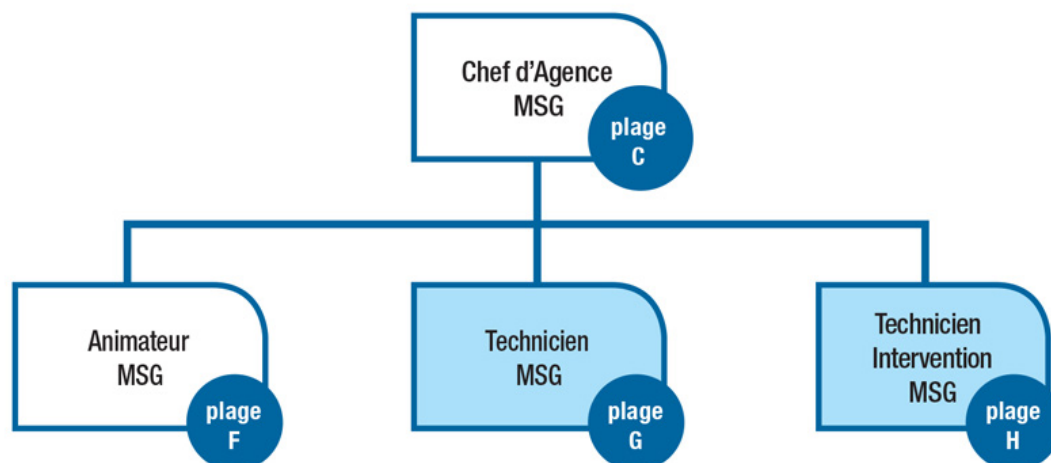 Chef d'Agence
MSG
plage
C
Animateur
MSG
plage
F
Technicien
MSG
plage
G
Technicien
Intervention
MSG
plage
H